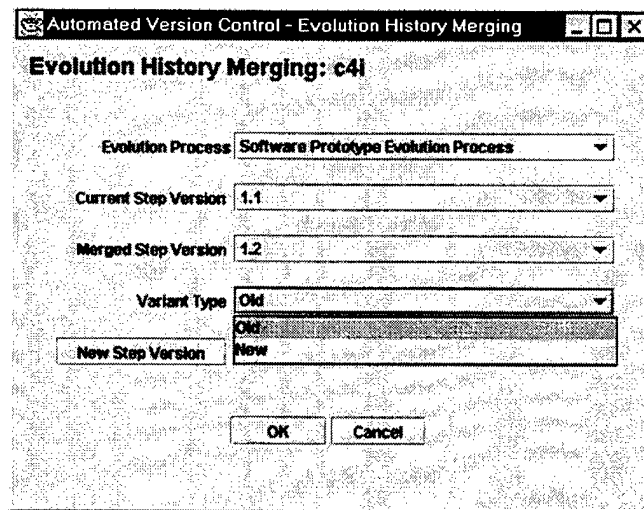 Automated Version Control - Evolution History Merging
Evolution History Merging: c4i
Evolution Process Software Prototype Evolution Process
Current Step Version 1.1
Merged Step Version 1.2
Variant Type Old
Old
New Step Version New
OK Cancel